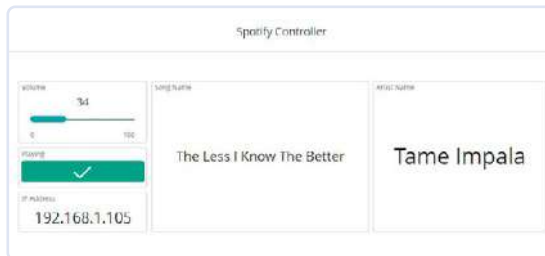 Spotify Controller
Volume
34
0
100
Playing
IP Address
192.168.1.105
Song Name
The Less I Know The Better
Artist Name
Tame Impala